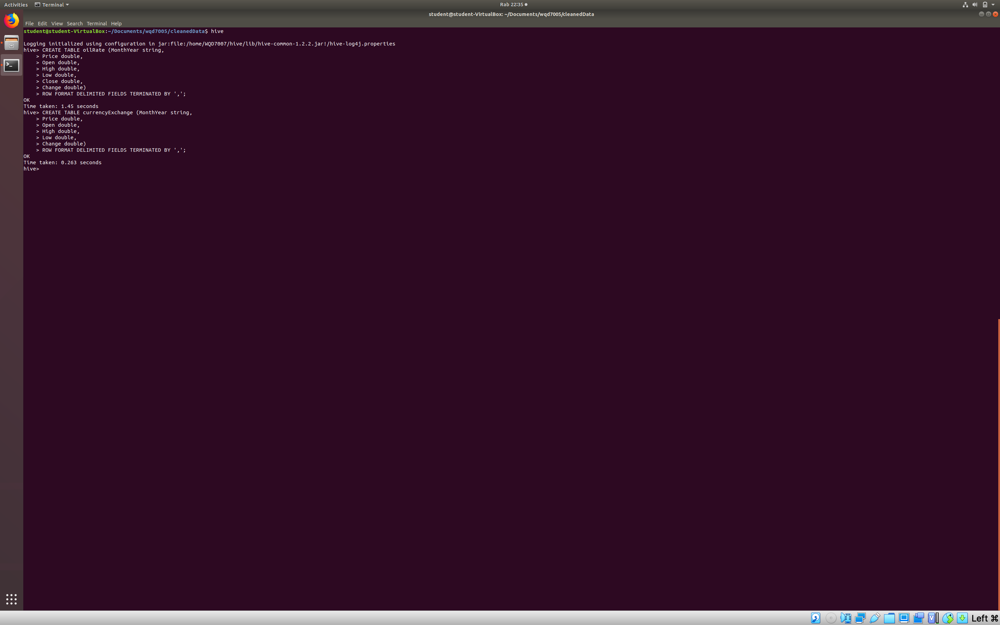 Activities Terminal Rab 22:35
student@student-VirtualBox: ~/Documents/wqd7005/cleanedData
File Edit View Search Terminal Help
student@student-VirtualBox:~/Documents/wqd7005/cleanedData$ hive
Logging initialized using configuration in jar:file:/home/WQD7007/hive/lib/hive-common-1.2.2.jar!/hive-log4j.properties
hive> CREATE TABLE oilRate (MonthYear string,
    > Price double,
    > Open double,
    > High double,
    > Low double,
    > Close double,
    > Change double)
    > ROW FORMAT DELIMITED FIELDS TERMINATED BY ',';
OK
Time taken: 1.45 seconds
hive> CREATE TABLE currencyExchange (MonthYear string,
    > Price double,
    > Open double,
    > High double,
    > Low double,
    > Change double)
    > ROW FORMAT DELIMITED FIELDS TERMINATED BY ',';
OK
Time taken: 0.263 seconds
hive>
Left ⌘